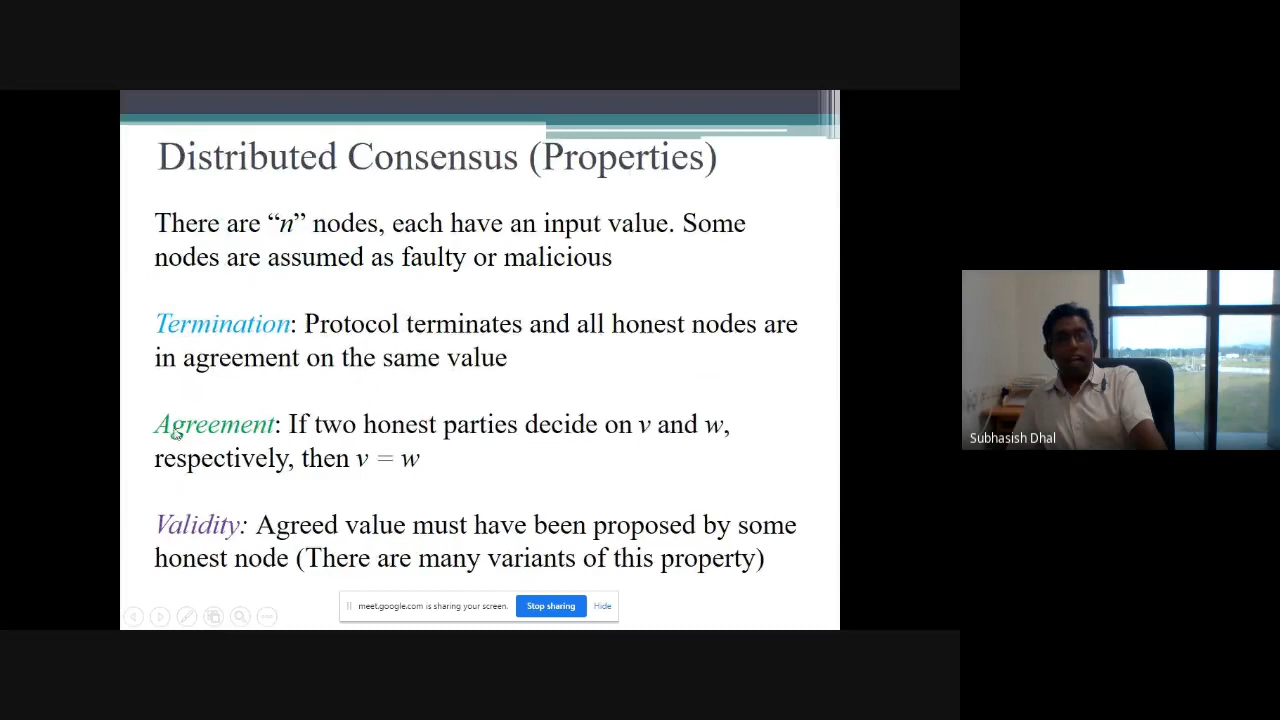 Distributed Consensus (Properties)
There are “n” nodes, each have an input value. Some
nodes are assumed as faulty or malicious
Termination: Protocol terminates and all honest nodes are
in agreement on the same value
Agreement: If two honest parties decide on v and w,
respectively, then v = w
Validity: Agreed value must have been proposed by some
honest node (There are many variants of this property)
meet.google.com is sharing your screen.
Stop sharing
Hide
Subhasish Dhal